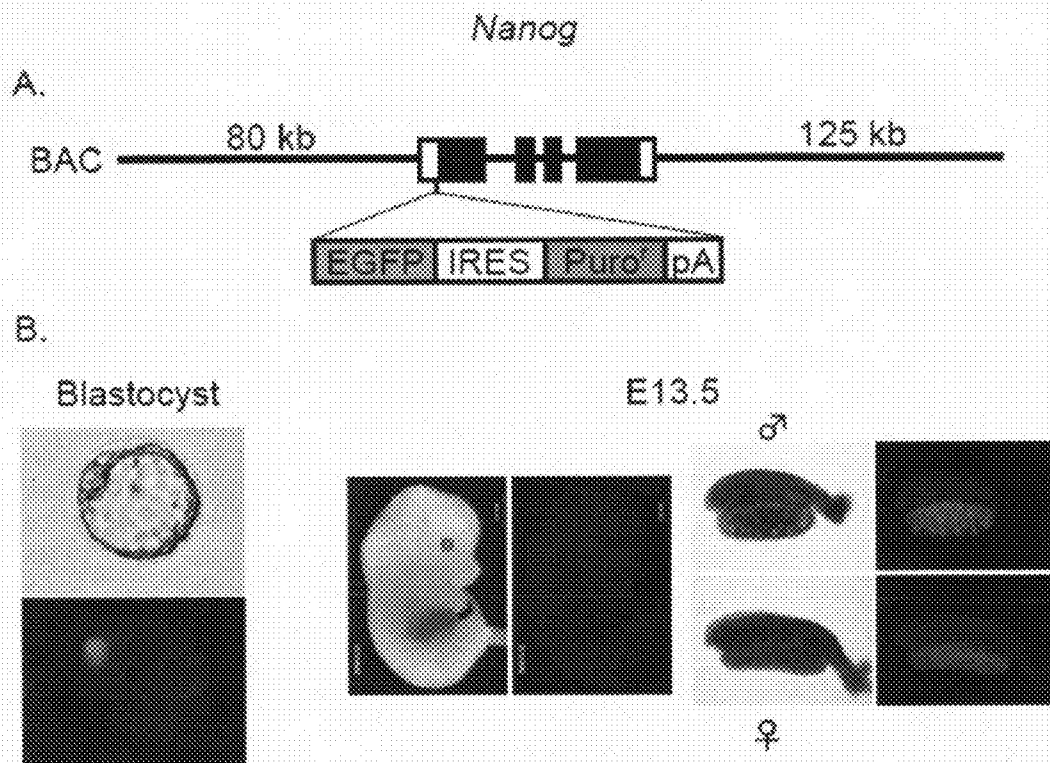 Nanog
A.
BAC 80 kb 125 kb
EGFP IRES Puro pA
B.
Blastocyst E13.5
♂
♀